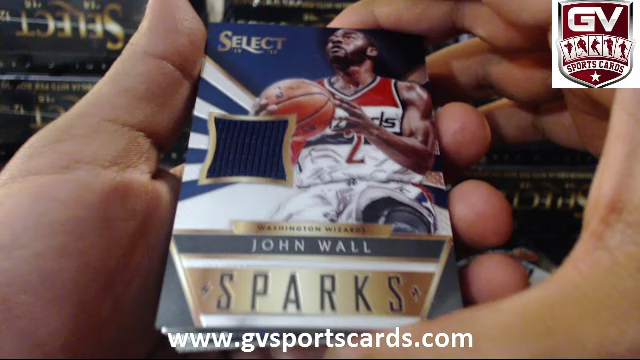 SELECT
GV
SPORTS CARDS
Wizards
2
WASHINGTON WIZARDS
JOHN WALL
SPARKS
www.gvsportscards.com